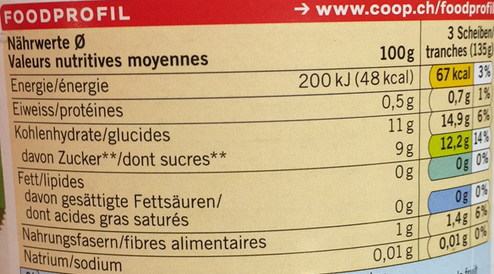 FOODPROFIL → www.coop.ch/foodprofil
Nährwerte Ø
Valeurs nutritives moyennes 100g 3 Scheiben/ tranches (135g)
Energie/énergie 200 kJ (48 kcal) 67 kcal 3%
Eiweiss/protéines 0,5g 0,7g 1%
Kohlenhydrate/glucides 11g 14,9g 6%
davon Zucker**/dont sucres** 9g 12,2g 14%
Fett/lipides 0g 0g 0%
davon gesättigte Fettsäuren/
dont acides gras saturés 0g 0g 0%
Nahrungsfasern/fibres alimentaires 1g 1,4g 6%
Natrium/sodium 0,01g 0,01g 0%